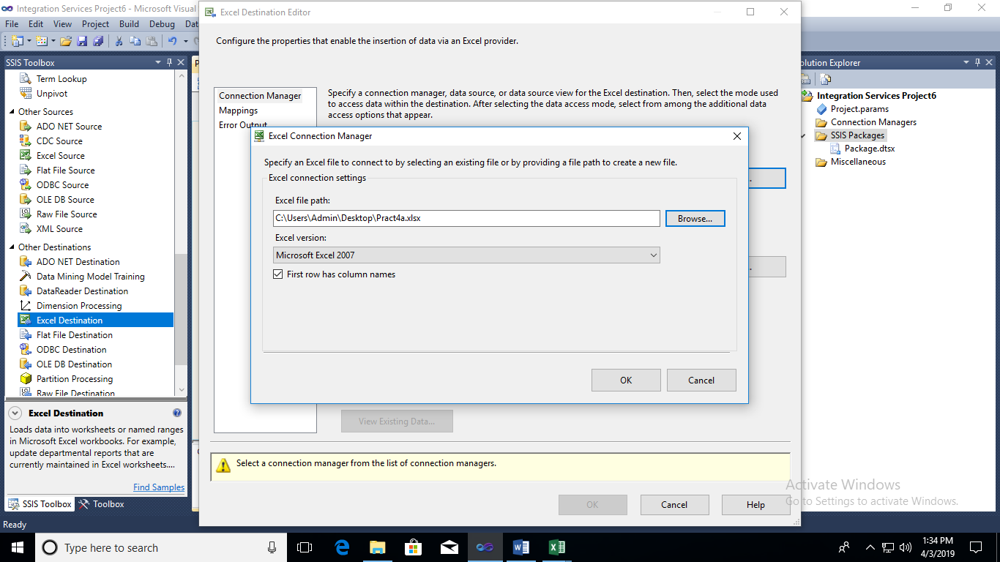 Integration Services Project6 - Microsoft Visual
File Edit View Project Build Debug Dat
SSIS Toolbox
Term Lookup
Unpivot
Other Sources
ADO NET Source
CDC Source
Excel Source
Flat File Source
ODBC Source
OLE DB Source
Raw File Source
XML Source
Other Destinations
ADO NET Destination
Data Mining Model Training
DataReader Destination
Dimension Processing
Excel Destination
Flat File Destination
ODBC Destination
OLE DB Destination
Partition Processing
Raw File Destination
Excel Destination
Loads data into worksheets or named ranges
in Microsoft Excel workbooks. For example,
update departmental reports that are
currently maintained in Excel worksheets....
Find Samples
SSIS Toolbox Toolbox
Ready
Excel Destination Editor
Configure the properties that enable the insertion of data via an Excel provider.
Connection Manager
Mappings
Error Output
Specify a connection manager, data source, or data source view for the Excel destination. Then, select the mode used
to access data within the destination. After selecting the data access mode, select from among the additional data
access options that appear.
Excel Connection Manager
Specify an Excel file to connect to by selecting an existing file or by providing a file path to create a new file.
Excel connection settings
Excel file path:
C:\Users\Admin\Desktop\Pract4a.xlsx
Browse...
Excel version:
Microsoft Excel 2007
First row has column names
OK Cancel
View Existing Data...
Select a connection manager from the list of connection managers.
OK Cancel Help
olution Explorer
Integration Services Project6
Project.params
Connection Managers
SSIS Packages
Package.dtsx
Miscellaneous
Activate Windows
Go to Settings to activate Windows.
Type here to search
1:34 PM
4/3/2019